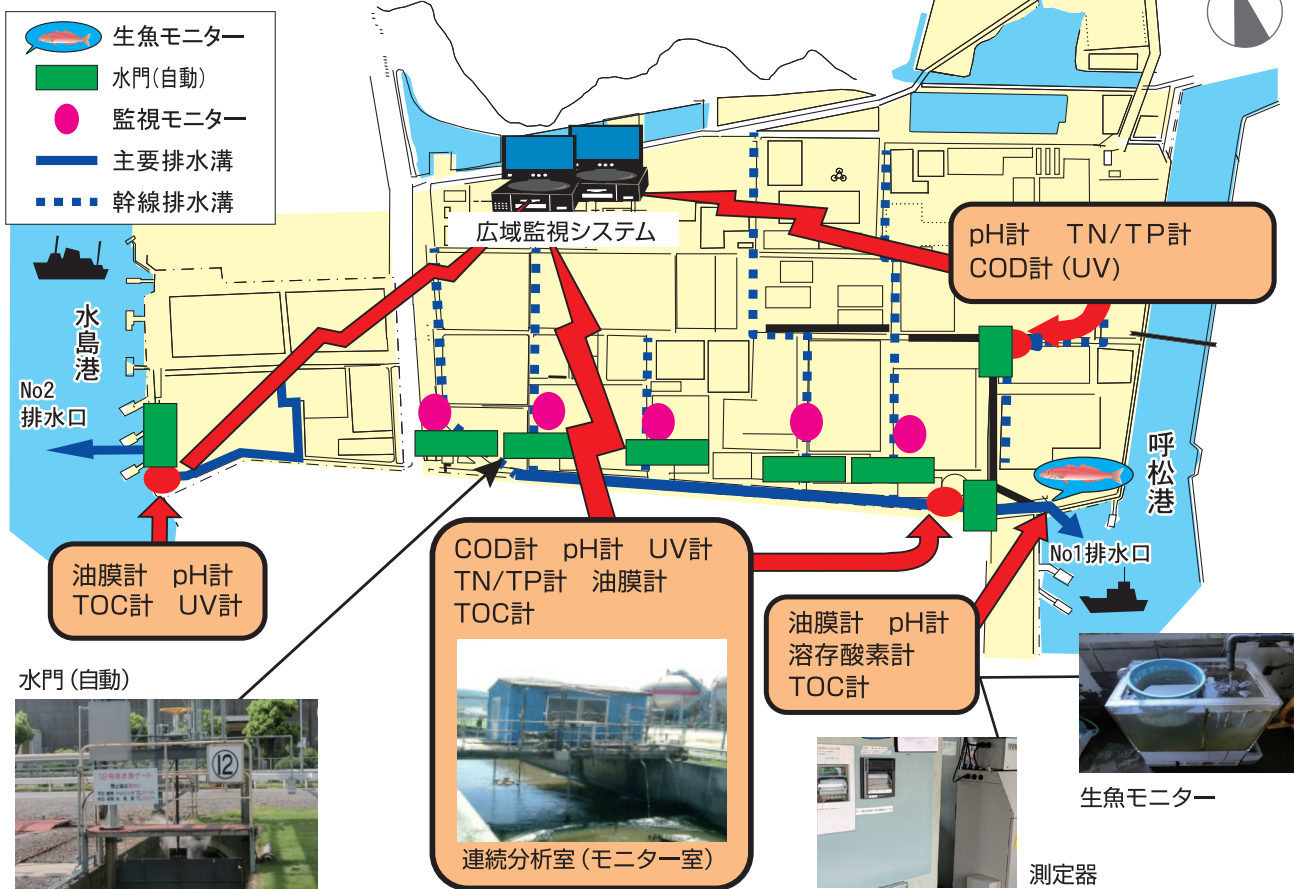 生魚モニター
水門(自動)
監視モニター
主要排水溝
幹線排水溝
広域監視システム
pH計 TN/TP計
COD計(UV)
水島港
No2
排水口
呼松港
No1排水口
油膜計 pH計
TOC計 UV計
COD計 pH計 UV計
TN/TP計 油膜計
TOC計
連続分析室(モニター室)
油膜計 pH計
溶存酸素計
TOC計
水門(自動)
⑫
生魚モニター
測定器